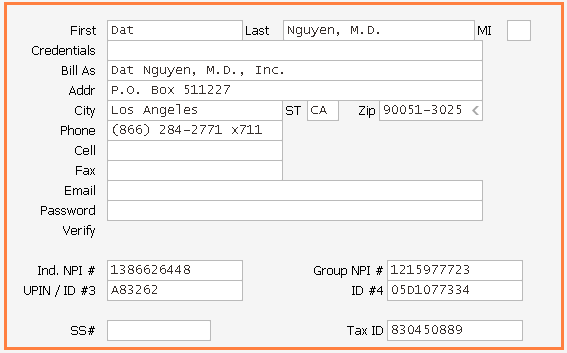 First Dat Last Nguyen, M.D. MI
Credentials
Bill As Dat Nguyen, M.D., Inc.
Addr P.O. Box 511227
City Los Angeles ST CA Zip 90051-3025 <
Phone (866) 284-2771 x711
Cell
Fax
Email
Password
Verify
Ind. NPI # 1386626448 Group NPI # 1215977723
UPIN / ID #3 A83262 ID #4 05D1077334
SS# Tax ID 830450889